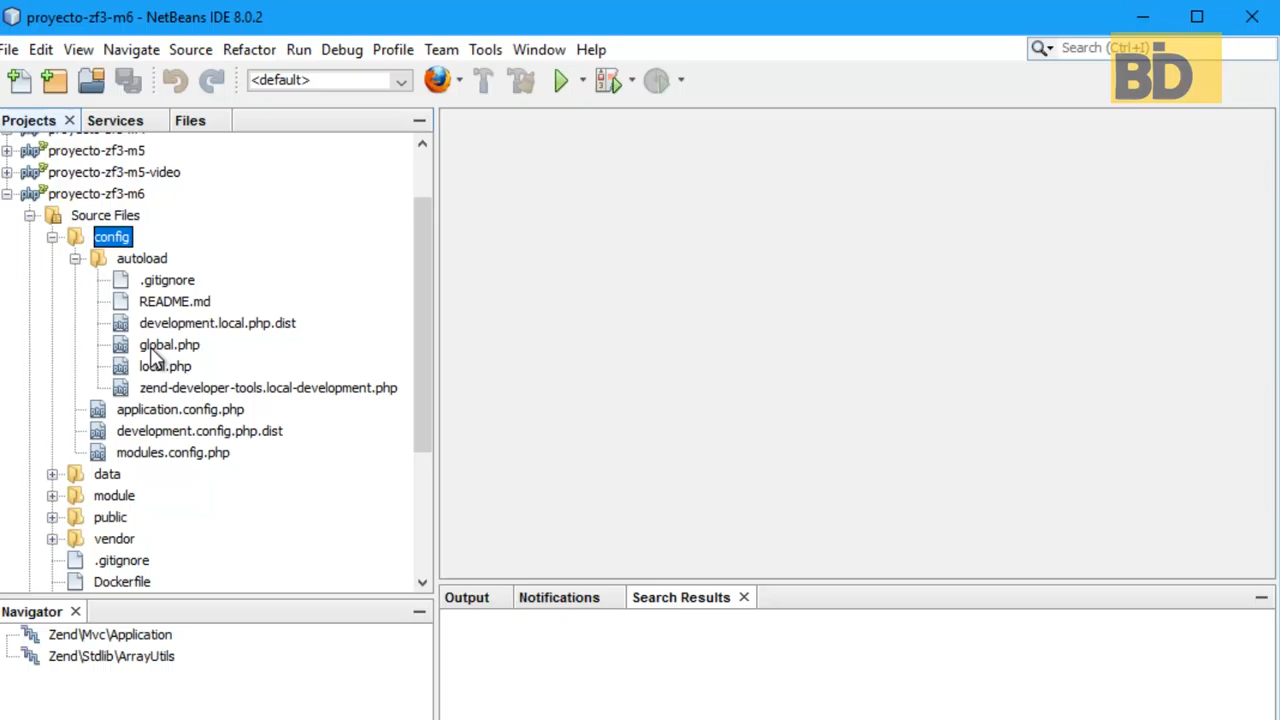 proyecto-zf3-m6 - NetBeans IDE 8.0.2
File Edit View Navigate Source Refactor Run Debug Profile Team Tools Window Help
Search (Ctrl+I)
BD
<default>
Projects Services Files
proyecto-zf3-m5
proyecto-zf3-m5-video
proyecto-zf3-m6
Source Files
config
autoload
.gitignore
README.md
development.local.php.dist
global.php
local.php
zend-developer-tools.local-development.php
application.config.php
development.config.php.dist
modules.config.php
data
module
public
vendor
.gitignore
Dockerfile
Output Notifications Search Results
Navigator
Zend\Mvc\Application
Zend\Stdlib\ArrayUtils